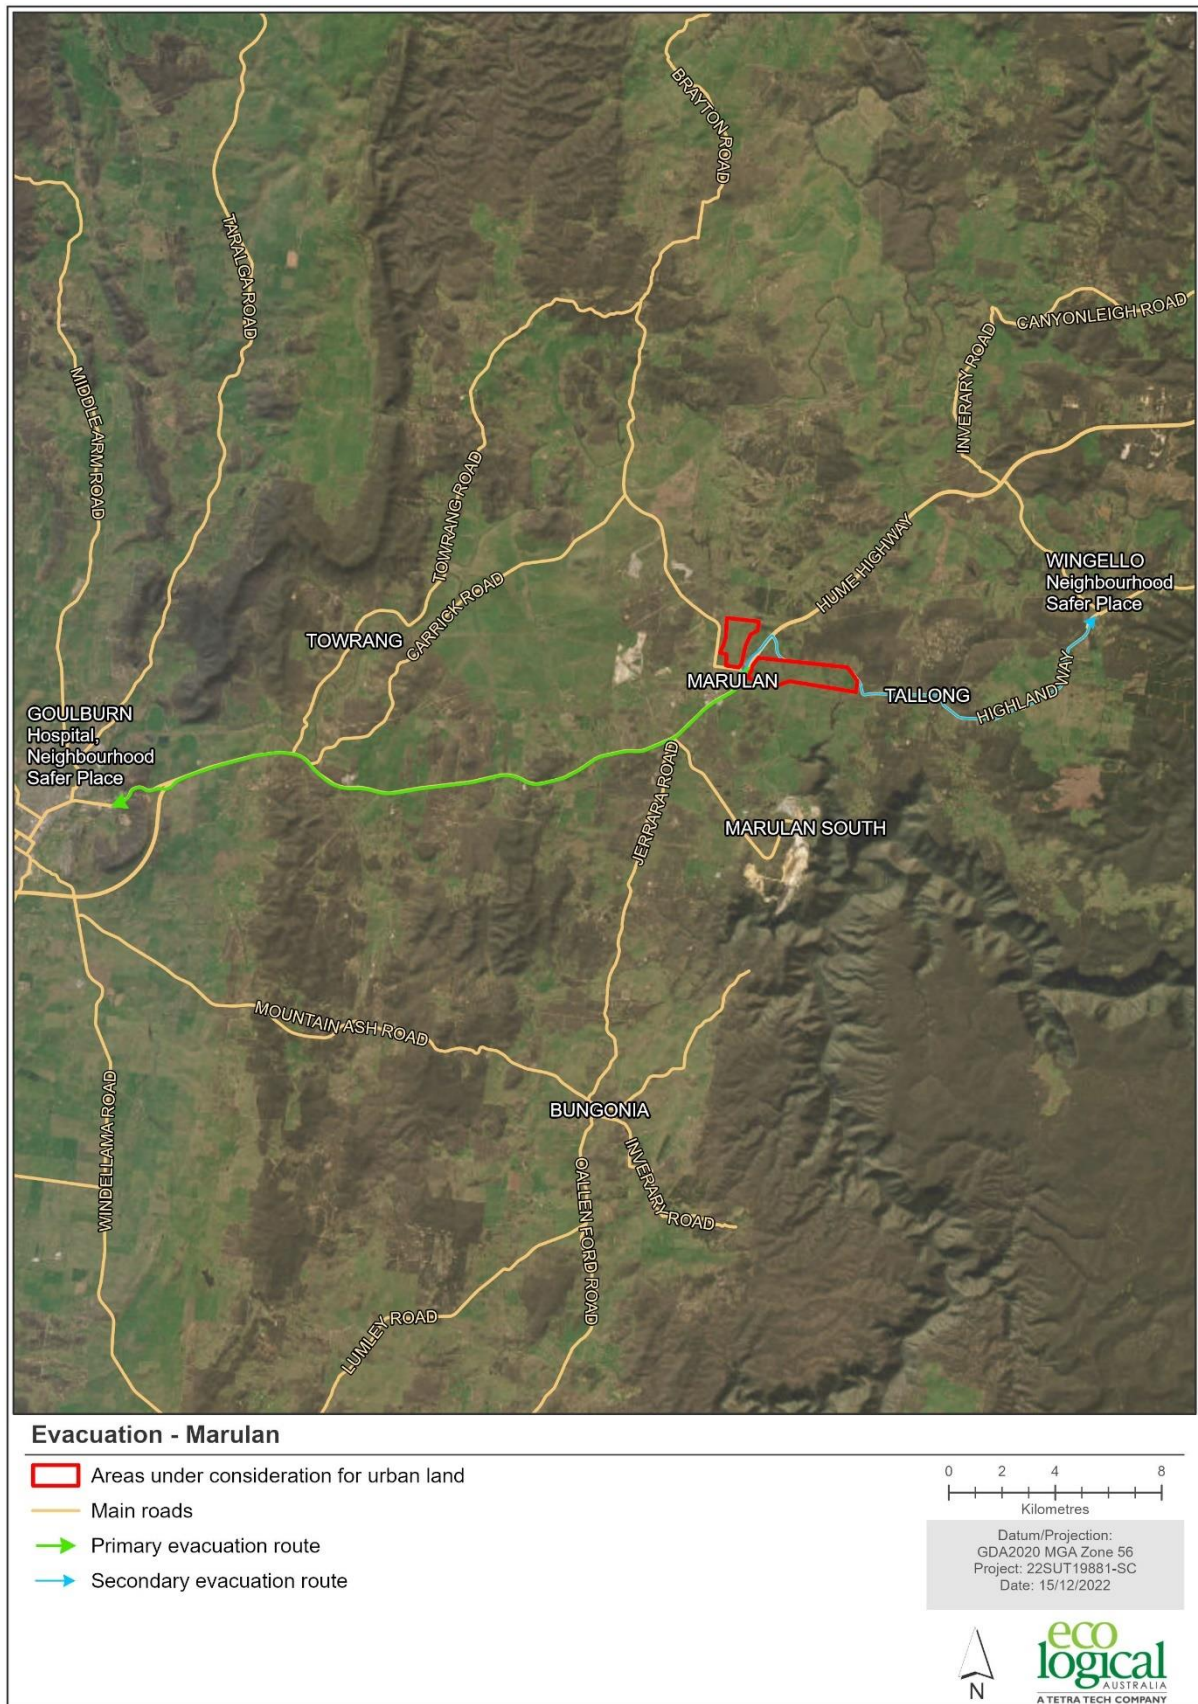 BRAYTON ROAD
TARALGA ROAD
CANYONLEIGH ROAD
INVERARY ROAD
MIDDLE ARM ROAD
TOWRANG ROAD
HUME HIGHWAY
WINGELLO
Neighbourhood
Safer Place
CARRICK ROAD
TOWRANG
MARULAN
TALLONG
HIGHLAND WAY
GOULBURN
Hospital,
Neighbourhood
Safer Place
JERRARA ROAD
MARULAN SOUTH
MOUNTAIN ASH ROAD
WINDELLAMA ROAD
BUNGONIA
INVERARY ROAD
OALLEN FORD ROAD
LUMLEY ROAD
Evacuation - Marulan
Areas under consideration for urban land
Main roads
Primary evacuation route
Secondary evacuation route
0 2 4 8
Kilometres
Datum/Projection:
GDA2020 MGA Zone 56
Project: 22SUT19881-SC
Date: 15/12/2022
N
eco
logical
AUSTRALIA
A TETRA TECH COMPANY